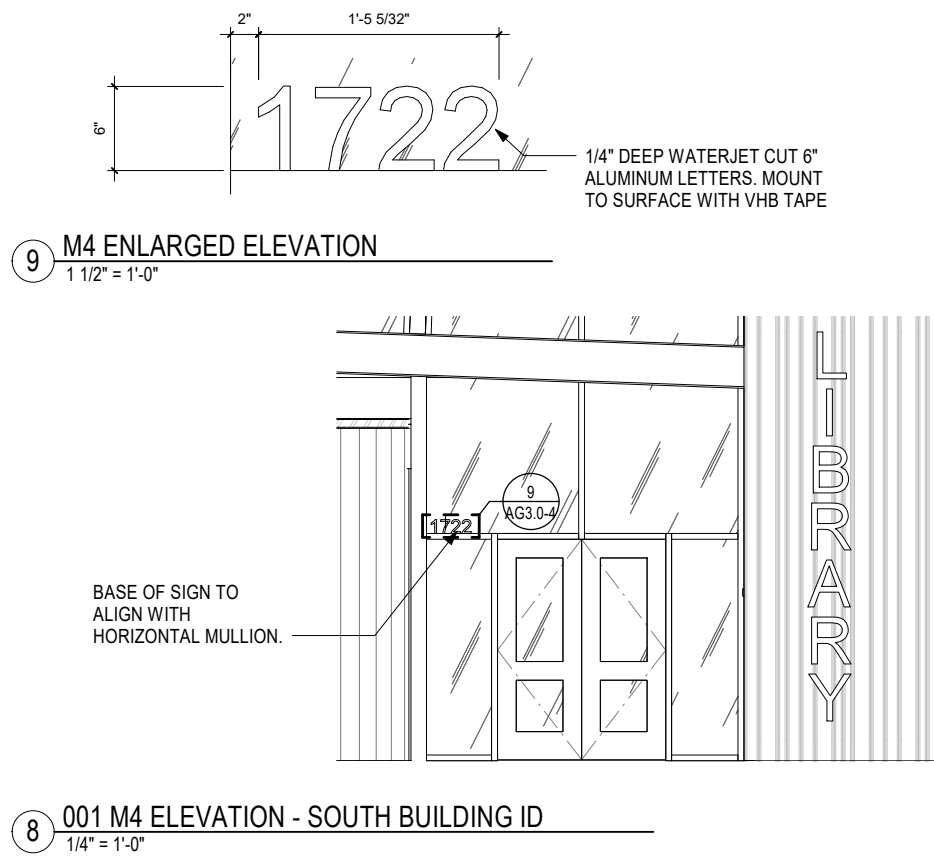 2"
1'-5 5/32"
6"
1722
1/4" DEEP WATERJET CUT 6"
ALUMINUM LETTERS. MOUNT
TO SURFACE WITH VHB TAPE
9
M4 ENLARGED ELEVATION
1 1/2" = 1'-0"
LIBRARY
9
AG3.0-4
1722
BASE OF SIGN TO
ALIGN WITH
HORIZONTAL MULLION.
8
001 M4 ELEVATION - SOUTH BUILDING ID
1/4" = 1'-0"